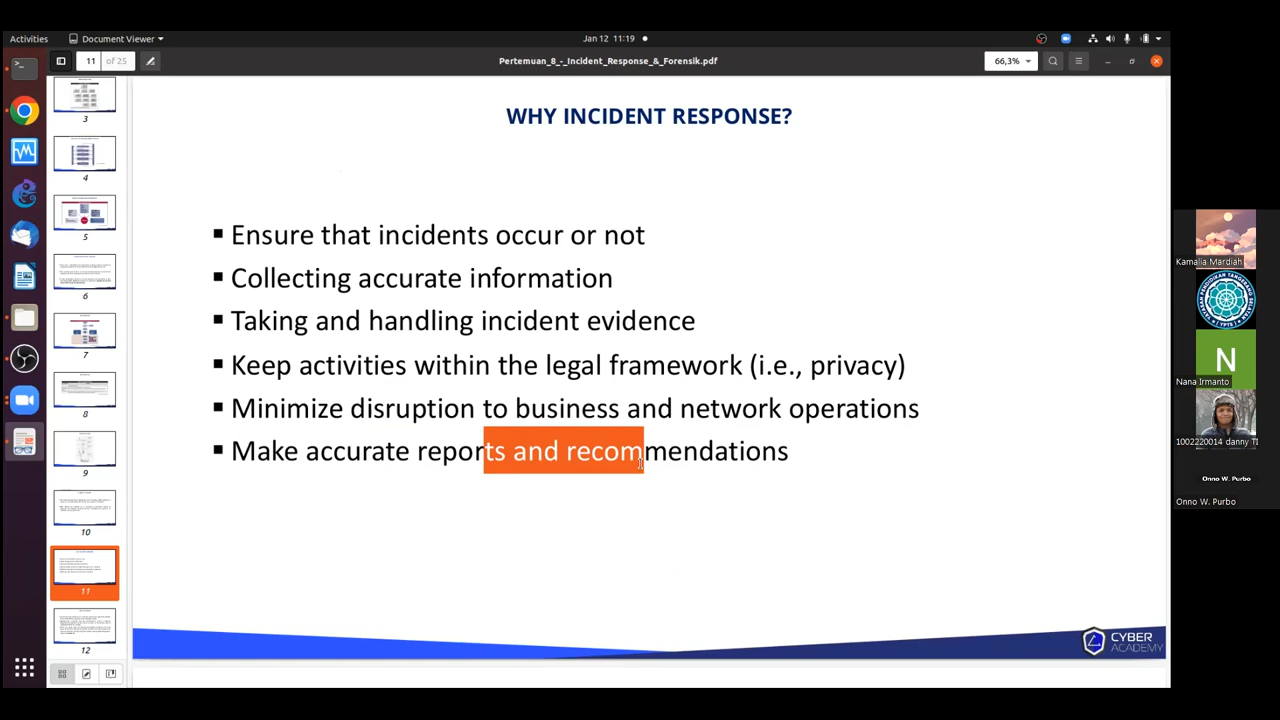 Activities
Document Viewer
Jan 12 11:19
11 of 25
Pertemuan_8_-_Incident_Response_&_Forensik.pdf
66,3%
WHY INCIDENT RESPONSE?
Ensure that incidents occur or not
Collecting accurate information
Taking and handling incident evidence
Keep activities within the legal framework (i.e., privacy)
Minimize disruption to business and network operations
Make accurate reports and recommendations
CYBER
ACADEMY
3
4
5
6
7
8
9
10
11
12
Kamalia Mardiah
N
Nana Irmanto
1002220014 danny TI
Onno W. Purbo
Onno W. Purbo